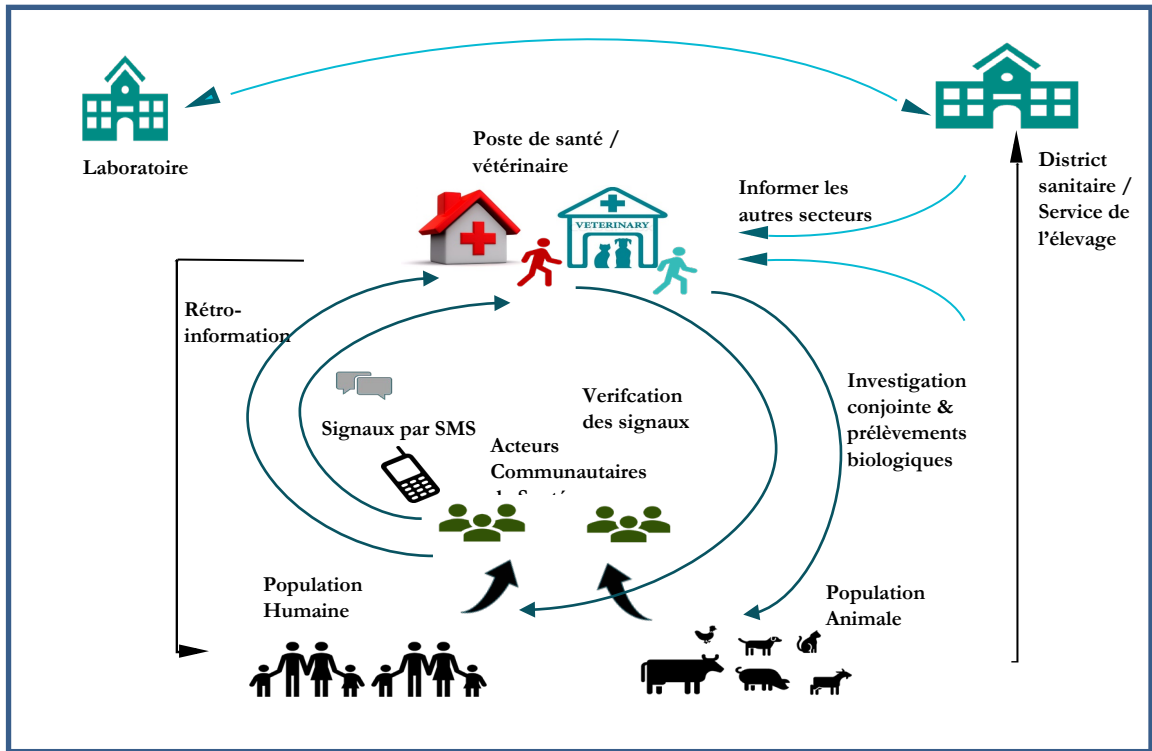 Laboratoire
Poste de santé /
vétérinaire
VETERINARY
Informer les
autres secteurs
District
sanitaire /
Service de
l'élevage
Rétro-
information
Signaux par SMS
Verifcation
des signaux
Acteurs
Communautaires
Investigation
conjointe &
prélèvements
biologiques
Population
Humaine
Population
Animale